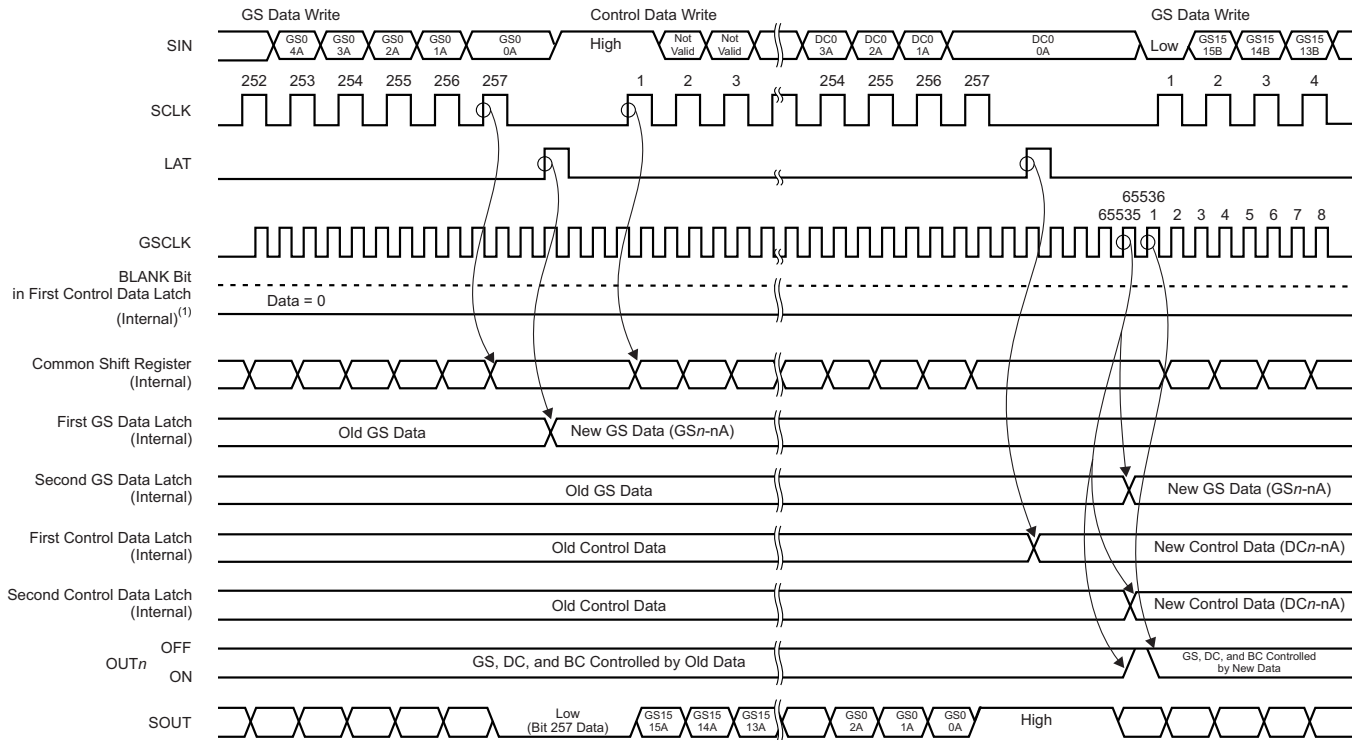 GS Data Write
Control Data Write
GS Data Write
SIN
GS0 4A
GS0 3A
GS0 2A
GS0 1A
GS0 0A
High
Not Valid
Not Valid
DC0 3A
DC0 2A
DC0 1A
DC0 0A
Low
GS15 15B
GS15 14B
GS15 13B
252 253 254 255 256 257 1 2 3 254 255 256 257 1 2 3 4
SCLK
LAT
65536
65535 1 2 3 4 5 6 7 8
GSCLK
BLANK Bit
in First Control Data Latch
(Internal)(1)
Data = 0
Common Shift Register
(Internal)
First GS Data Latch
(Internal)
Old GS Data
New GS Data (GSn-nA)
Second GS Data Latch
(Internal)
Old GS Data
New GS Data (GSn-nA)
First Control Data Latch
(Internal)
Old Control Data
New Control Data (DCn-nA)
Second Control Data Latch
(Internal)
Old Control Data
New Control Data (DCn-nA)
OFF
OUTn
ON
GS, DC, and BC Controlled by Old Data
GS, DC, and BC Controlled
by New Data
SOUT
Low
(Bit 257 Data)
GS15 15A
GS15 14A
GS15 13A
GS0 2A
GS0 1A
GS0 0A
High